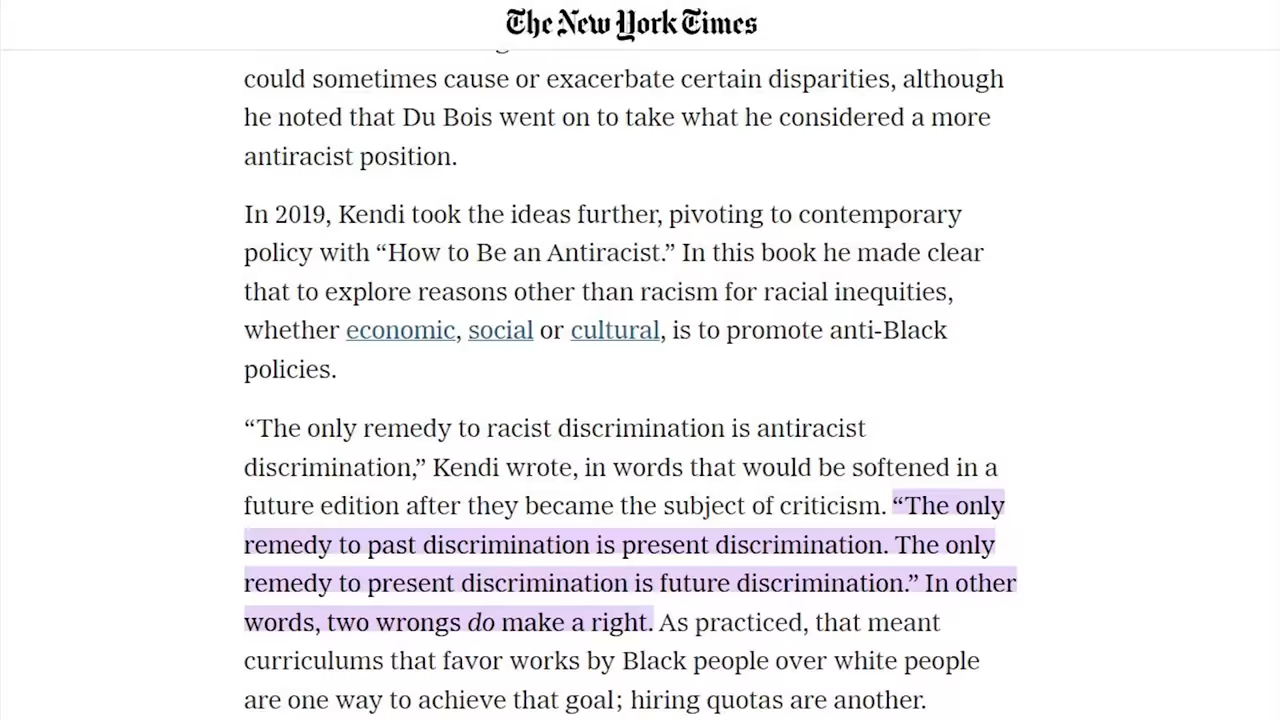 The New York Times
could sometimes cause or exacerbate certain disparities, although
he noted that Du Bois went on to take what he considered a more
antiracist position.
In 2019, Kendi took the ideas further, pivoting to contemporary
policy with “How to Be an Antiracist.” In this book he made clear
that to explore reasons other than racism for racial inequities,
whether economic, social or cultural, is to promote anti-Black
policies.
“The only remedy to racist discrimination is antiracist
discrimination,” Kendi wrote, in words that would be softened in a
future edition after they became the subject of criticism. “The only
remedy to past discrimination is present discrimination. The only
remedy to present discrimination is future discrimination.” In other
words, two wrongs do make a right. As practiced, that meant
curriculums that favor works by Black people over white people
are one way to achieve that goal; hiring quotas are another.